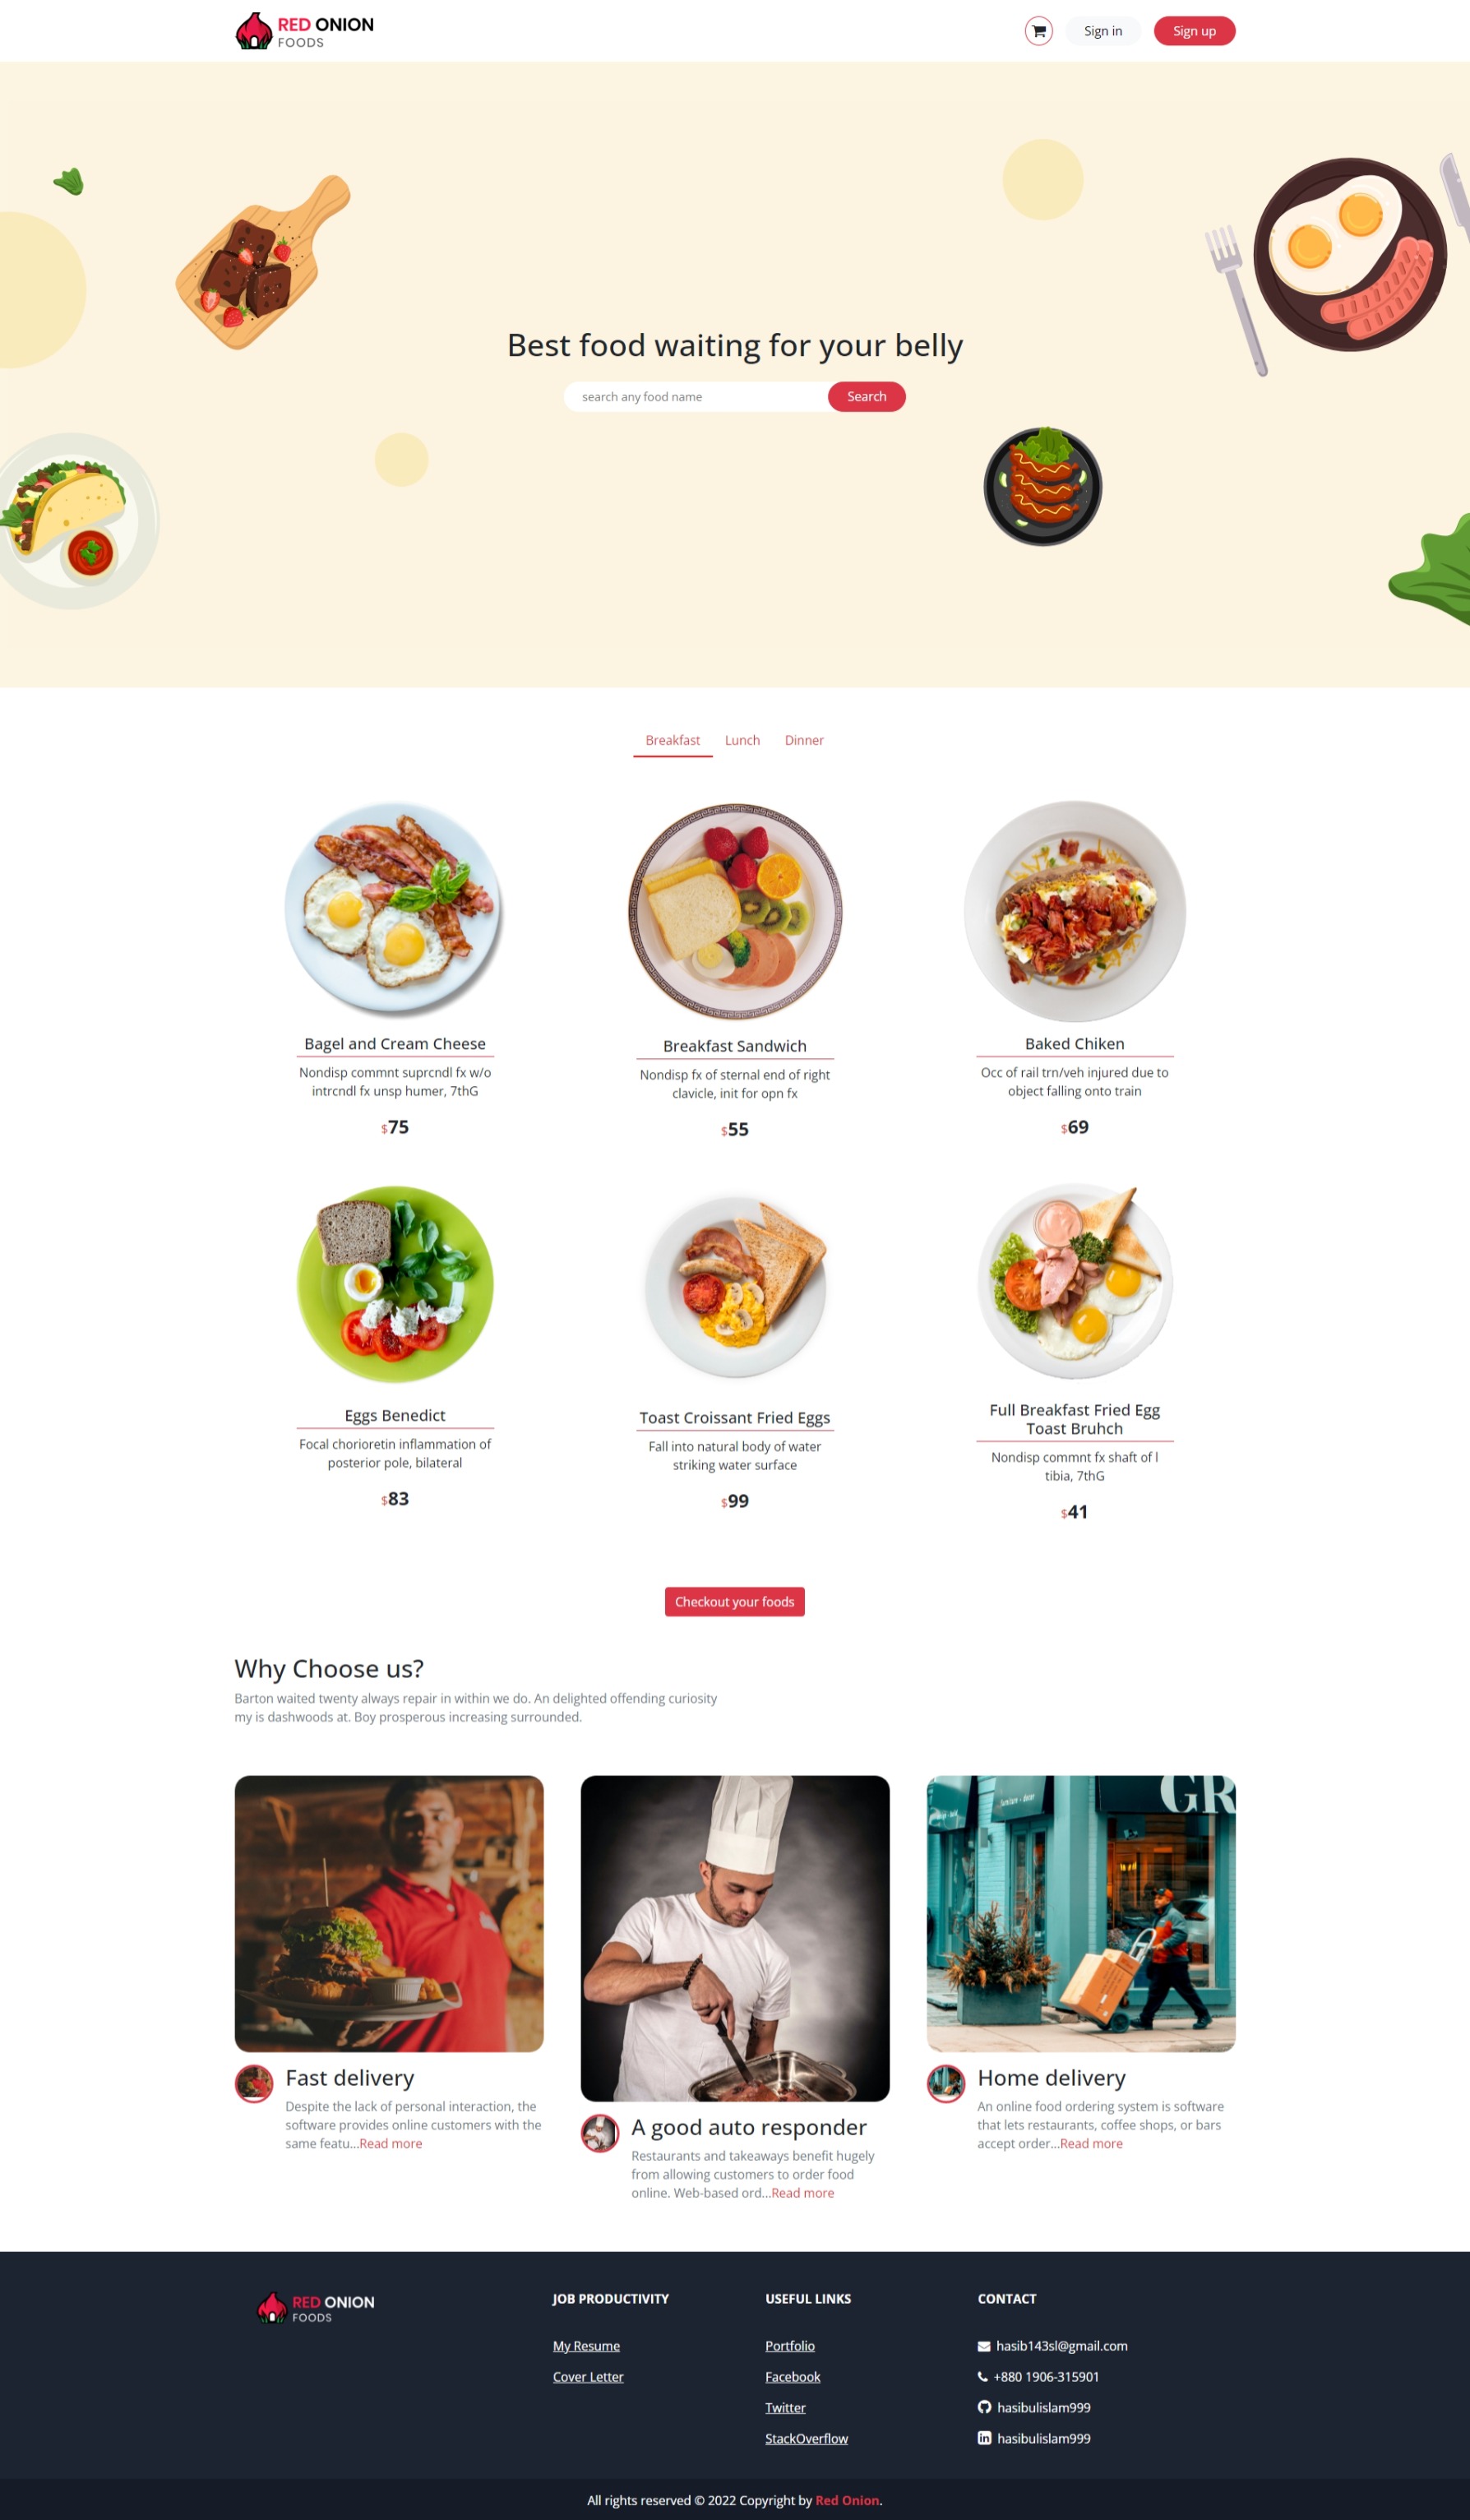 RED ONION
FOODS
Sign in
Sign up
Best food waiting for your belly
search any food name
Search
Breakfast
Lunch
Dinner
Bagel and Cream Cheese
Nondisp commnt suprcndl fx w/o
intrcndl fx unsp humer, 7thG
$75
Breakfast Sandwich
Nondisp fx of sternal end of right
clavicle, init for opn fx
$55
Baked Chiken
Occ of rail trn/veh injured due to
object falling onto train
$69
Eggs Benedict
Focal chorioretin inflammation of
posterior pole, bilateral
$83
Toast Croissant Fried Eggs
Fall into natural body of water
striking water surface
$99
Full Breakfast Fried Egg
Toast Bruhch
Nondisp commnt fx shaft of l
tibia, 7thG
$41
Checkout your foods
Why Choose us?
Barton waited twenty always repair in within we do. An delighted offending curiosity
my is dashwoods at. Boy prosperous increasing surrounded.
GR
Fast delivery
Despite the lack of personal interaction, the
software provides online customers with the
same featu...Read more
A good auto responder
Restaurants and takeaways benefit hugely
from allowing customers to order food
online. Web-based ord...Read more
Home delivery
An online food ordering system is software
that lets restaurants, coffee shops, or bars
accept order...Read more
RED ONION
FOODS
JOB PRODUCTIVITY
My Resume
Cover Letter
USEFUL LINKS
Portfolio
Facebook
Twitter
StackOverflow
CONTACT
hasib143sl@gmail.com
+880 1906-315901
hasibulislam999
hasibulislam999
All rights reserved © 2022 Copyright by Red Onion.